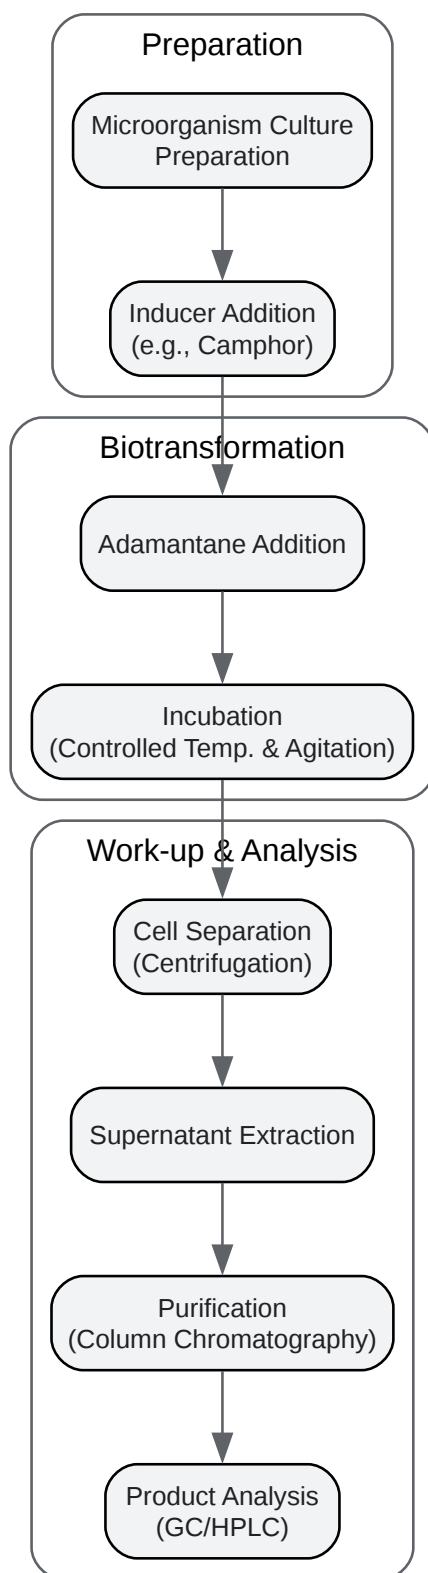 Preparation
Microorganism Culture
Preparation
Inducer Addition
(e.g., Camphor)
Biotransformation
Adamantane Addition
Incubation
(Controlled Temp. & Agitation)
Work-up & Analysis
Cell Separation
(Centrifugation)
Supernatant Extraction
Purification
(Column Chromatography)
Product Analysis
(GC/HPLC)